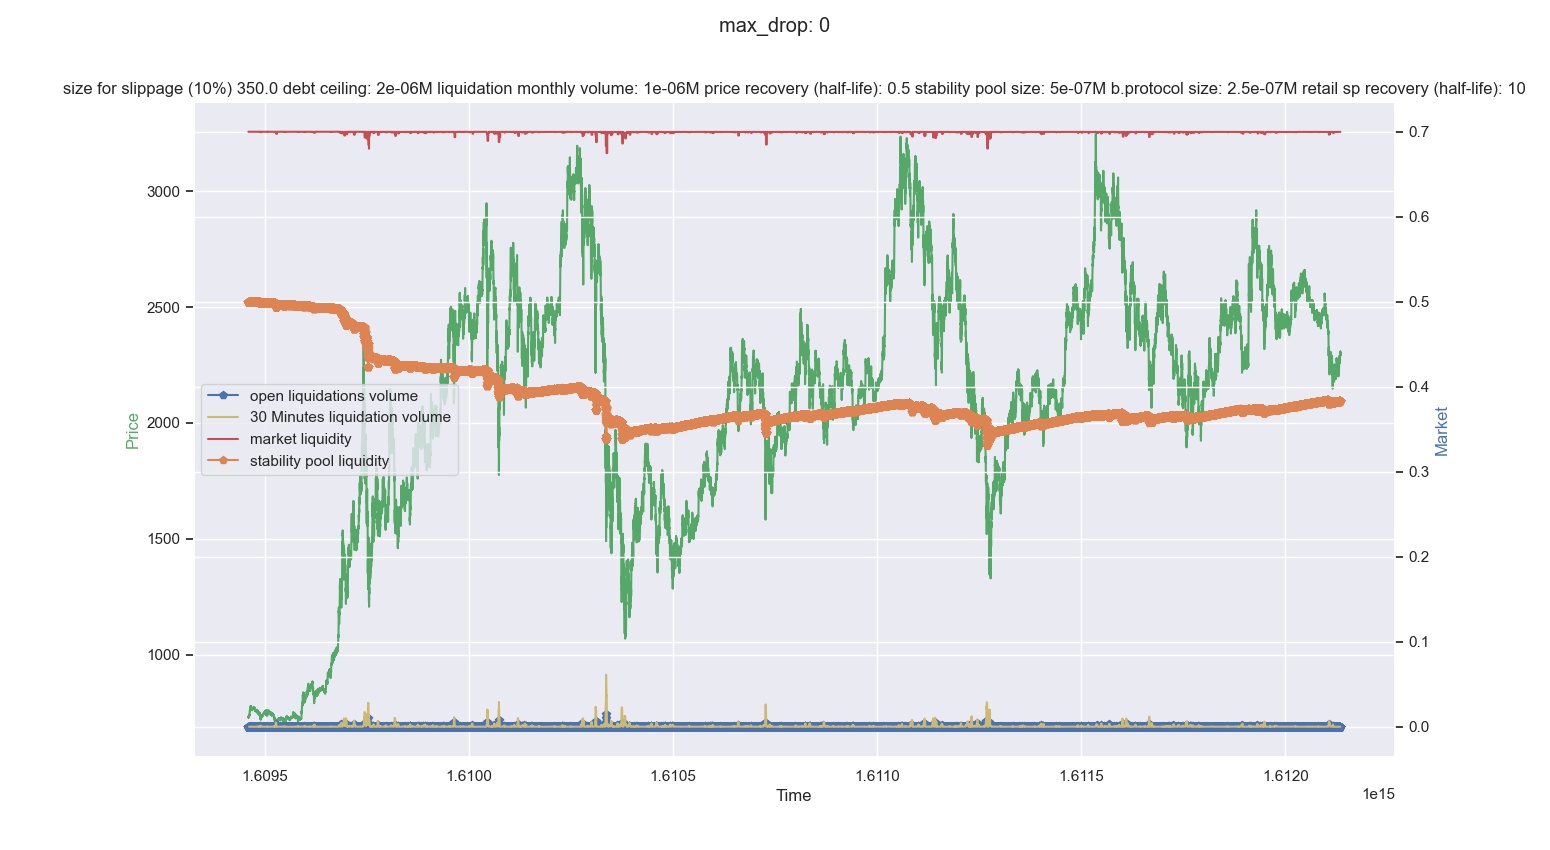 max_drop: 0
size for slippage (10%) 350.0 debt ceiling: 2e-06M liquidation monthly volume: 1e-06M price recovery (half-life): 0.5 stability pool size: 5e-07M b.protocol size: 2.5e-07M retail sp recovery (half-life): 10
3000
2500
2000
1500
1000
Price
open liquidations volume
30 Minutes liquidation volume
market liquidity
stability pool liquidity
0.7
0.6
0.5
0.4
0.3
0.2
0.1
0.0
Market
1.6095 1.6100 1.6105 1.6110 1.6115 1.6120
Time
1e15